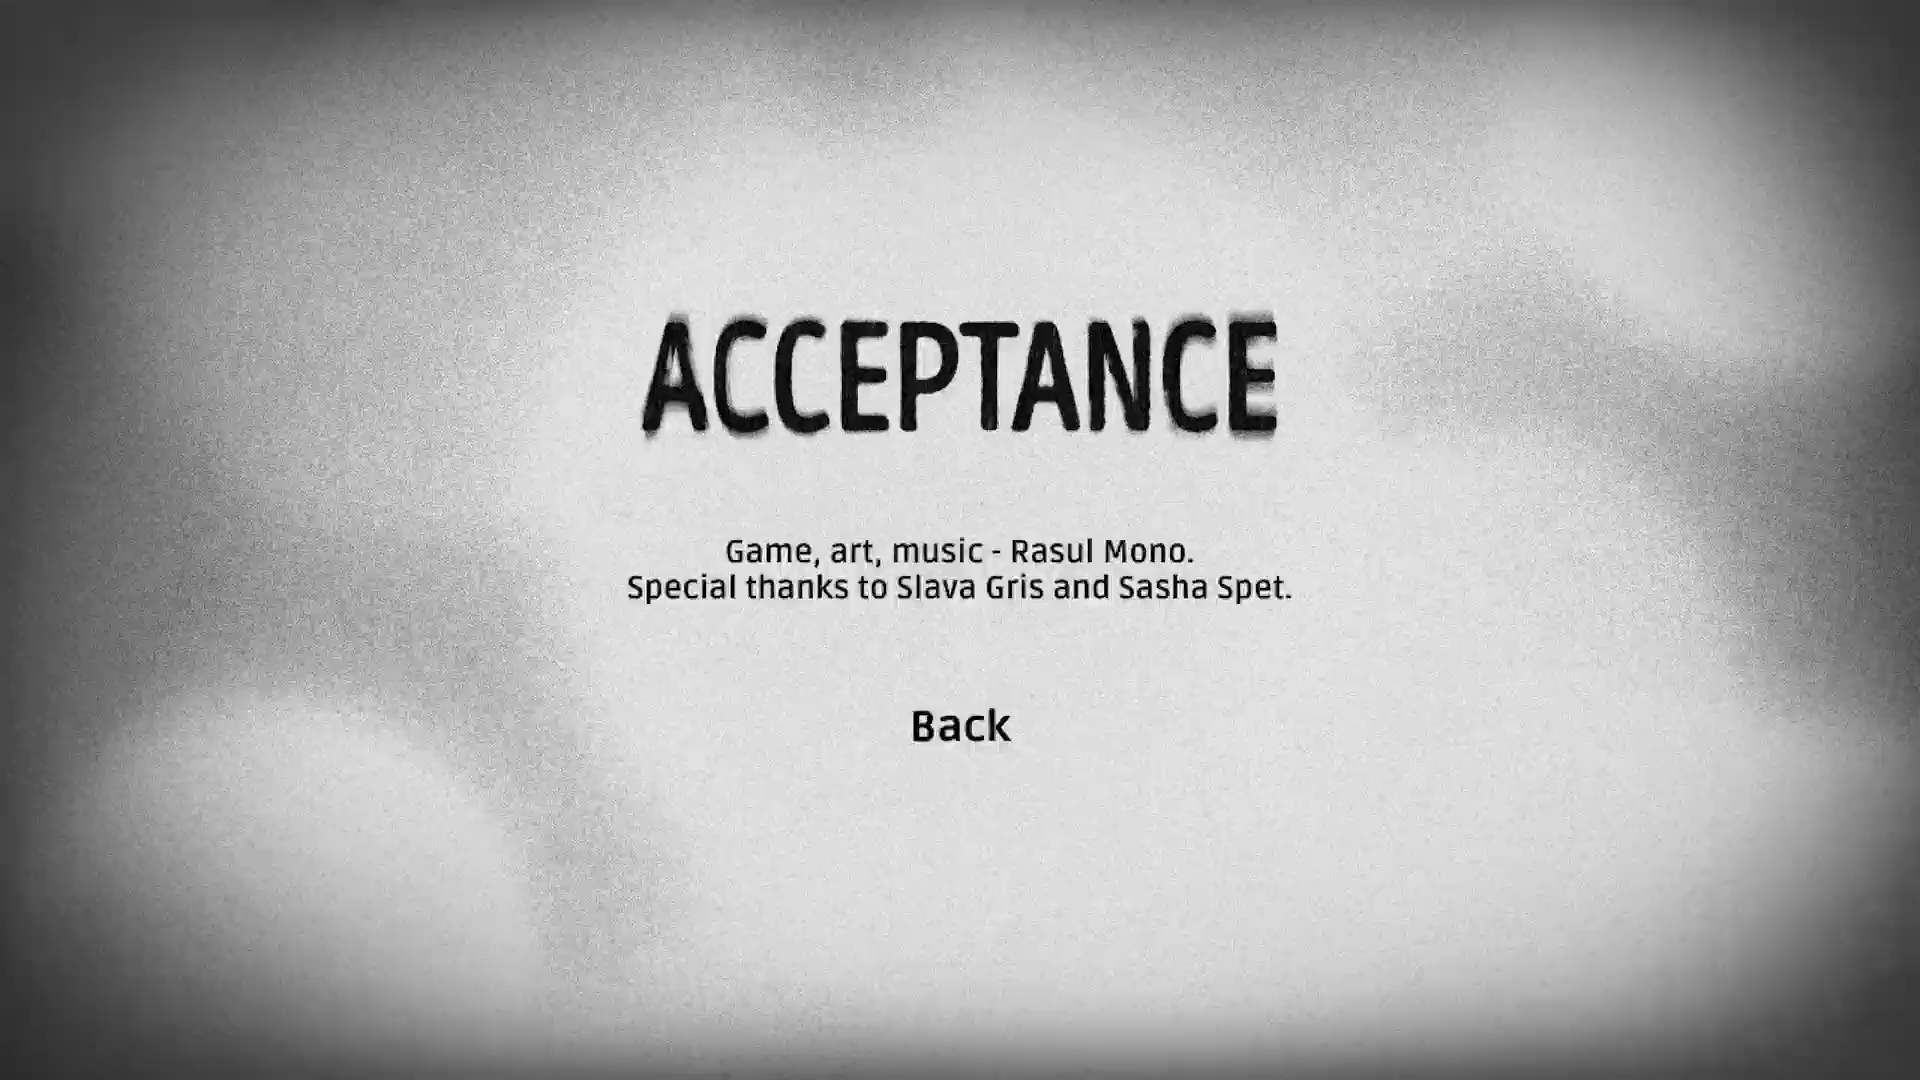 ACCEPTANCE
Game, art, music - Rasul Mono.
Special thanks to Slava Gris and Sasha Spet.
Back